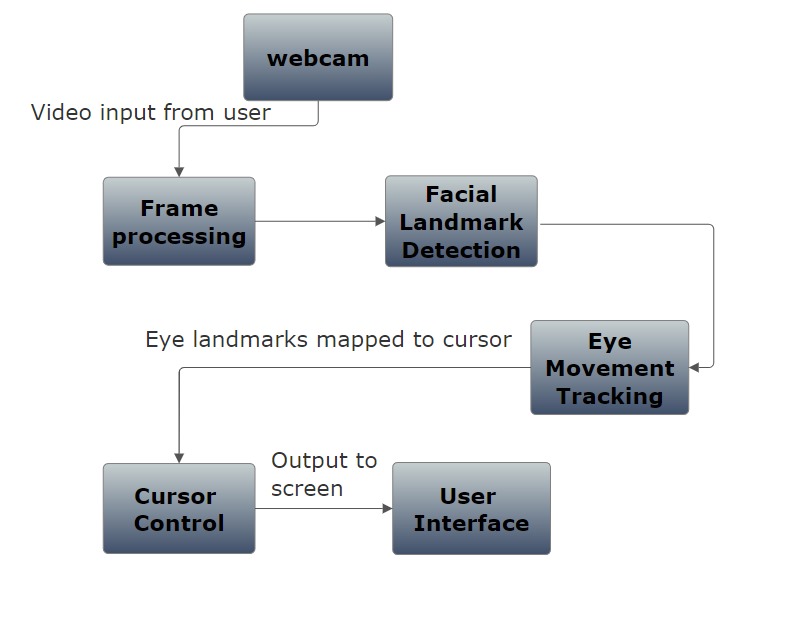 webcam
Video input from user
Frame
processing
Facial
Landmark
Detection
Eye landmarks mapped to cursor
Eye
Movement
Tracking
Cursor
Control
Output to
screen
User
Interface